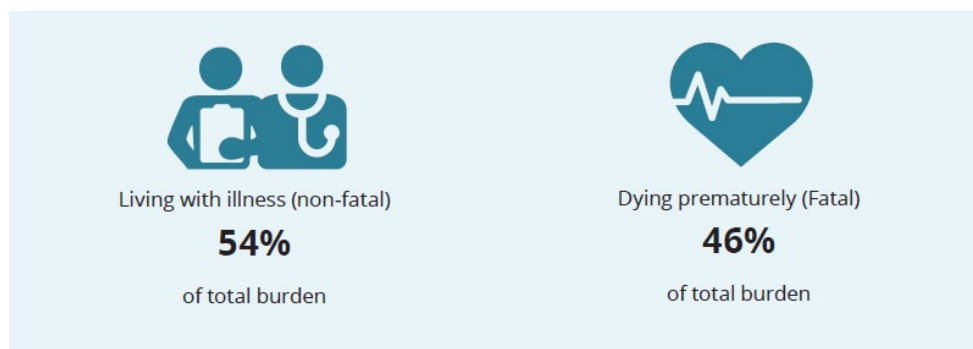 Living with illness (non-fatal)
54%
of total burden
Dying prematurely (Fatal)
46%
of total burden